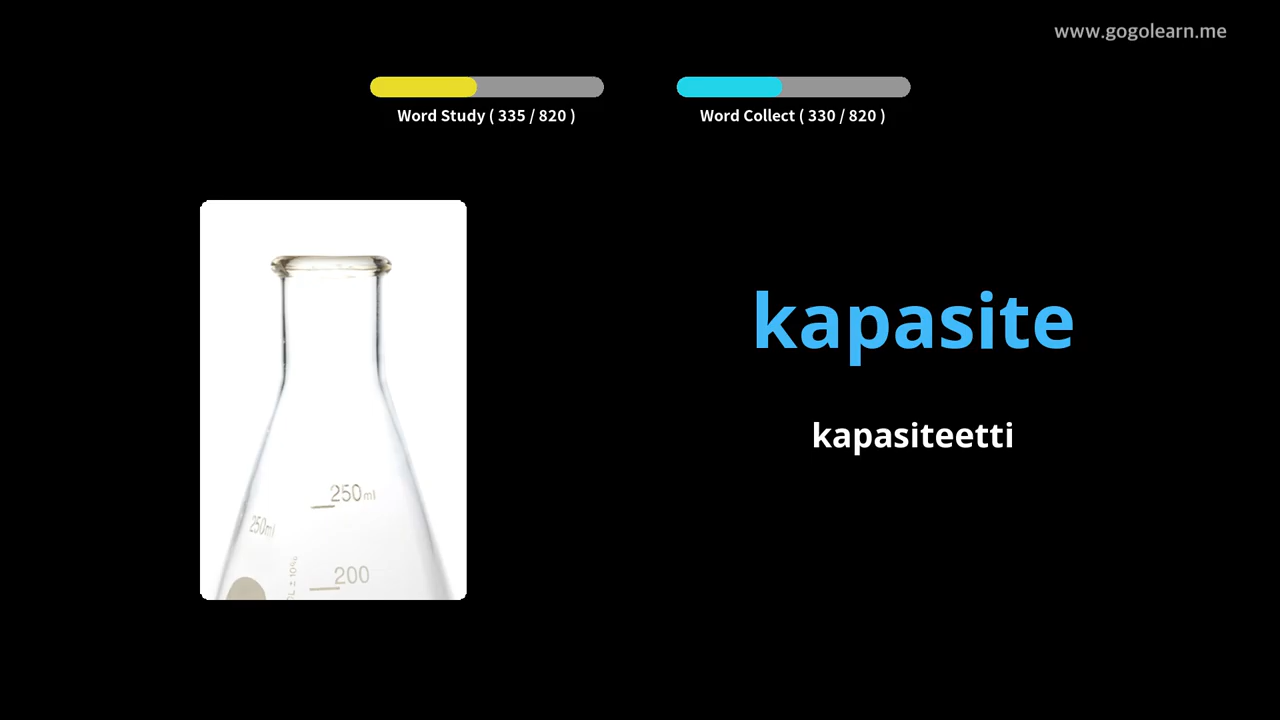 www.gogolearn.me
Word Study ( 335 / 820 )
Word Collect ( 330 / 820 )
kapasite
kapasiteetti
250ml
250ml
200